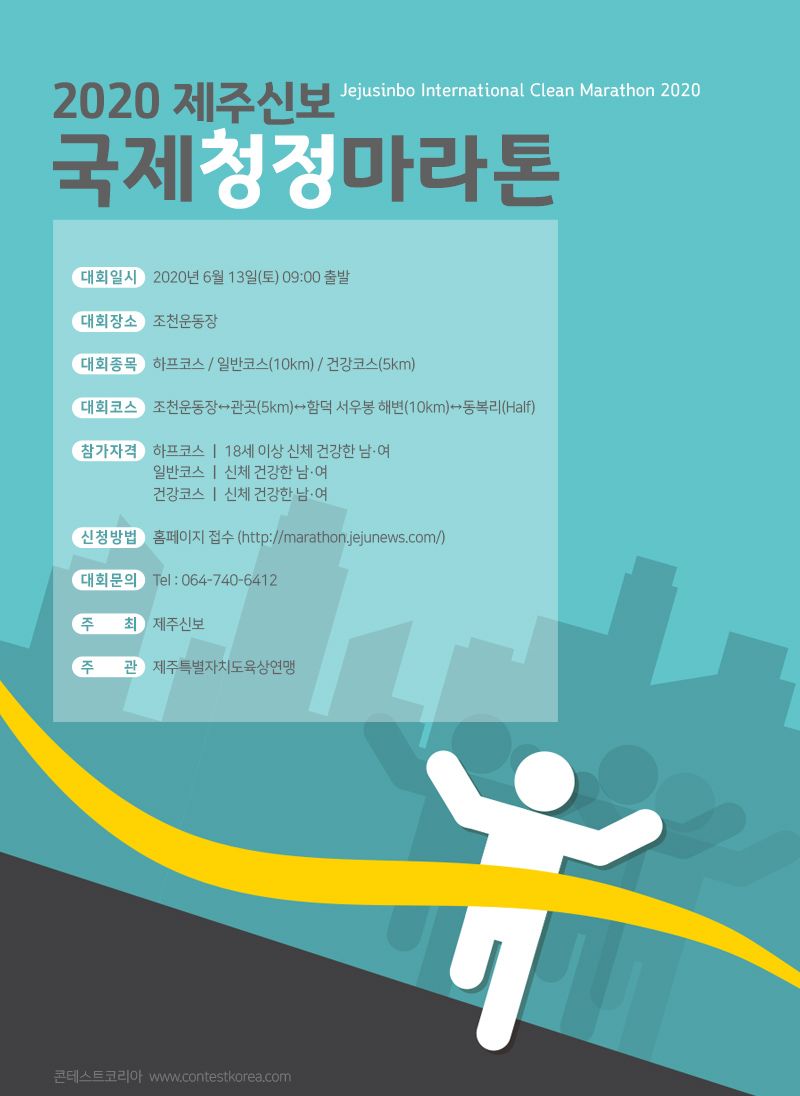 2020 제주신보 Jejusinbo International Clean Marathon 2020
국제청정마라톤
대회일시 2020년 6월 13일(토) 09:00 출발
대회장소 조천운동장
대회종목 하프코스 / 일반코스(10km) / 건강코스(5km)
대회코스 조천운동장↔관곳(5km)↔함덕 서우봉 해변(10km)↔동복리(Half)
참가자격 하프코스 | 18세 이상 신체 건강한 남·여
일반코스 | 신체 건강한 남·여
건강코스 | 신체 건강한 남·여
신청방법 홈페이지 접수 (http://marathon.jejunews.com/)
대회문의 Tel : 064-740-6412
주 최 제주신보
주 관 제주특별자치도육상연맹
콘테스트코리아 www.contestkorea.com